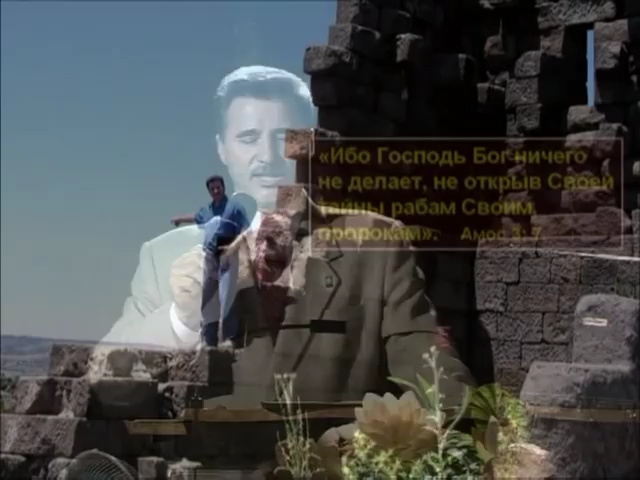 «Ибо Господь Бог ничего
не делает, не открыв Своей
тайны рабам Своим
пророкам». Амос 3: 7